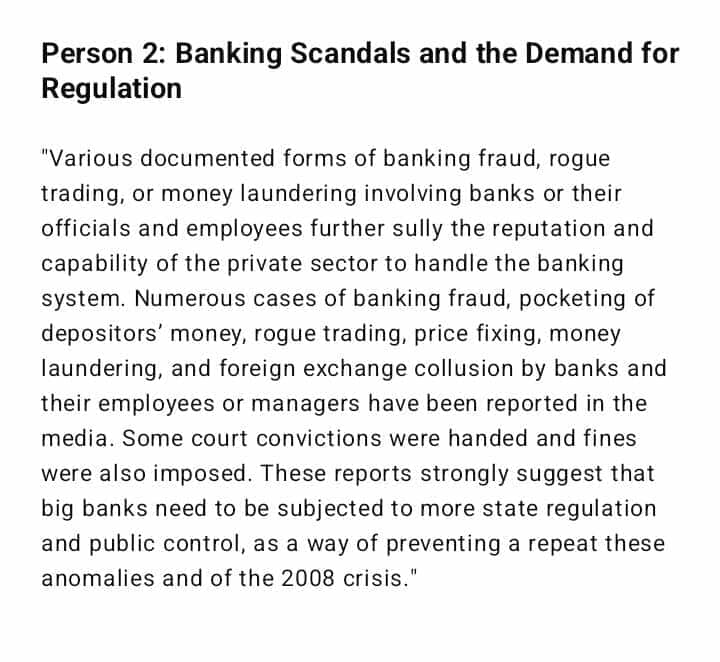 Person 2: Banking Scandals and the Demand for
Regulation
"Various documented forms of banking fraud, rogue
trading, or money laundering involving banks or their
officials and employees further sully the reputation and
capability of the private sector to handle the banking
system. Numerous cases of banking fraud, pocketing of
depositors’ money, rogue trading, price fixing, money
laundering, and foreign exchange collusion by banks and
their employees or managers have been reported in the
media. Some court convictions were handed and fines
were also imposed. These reports strongly suggest that
big banks need to be subjected to more state regulation
and public control, as a way of preventing a repeat these
anomalies and of the 2008 crisis."